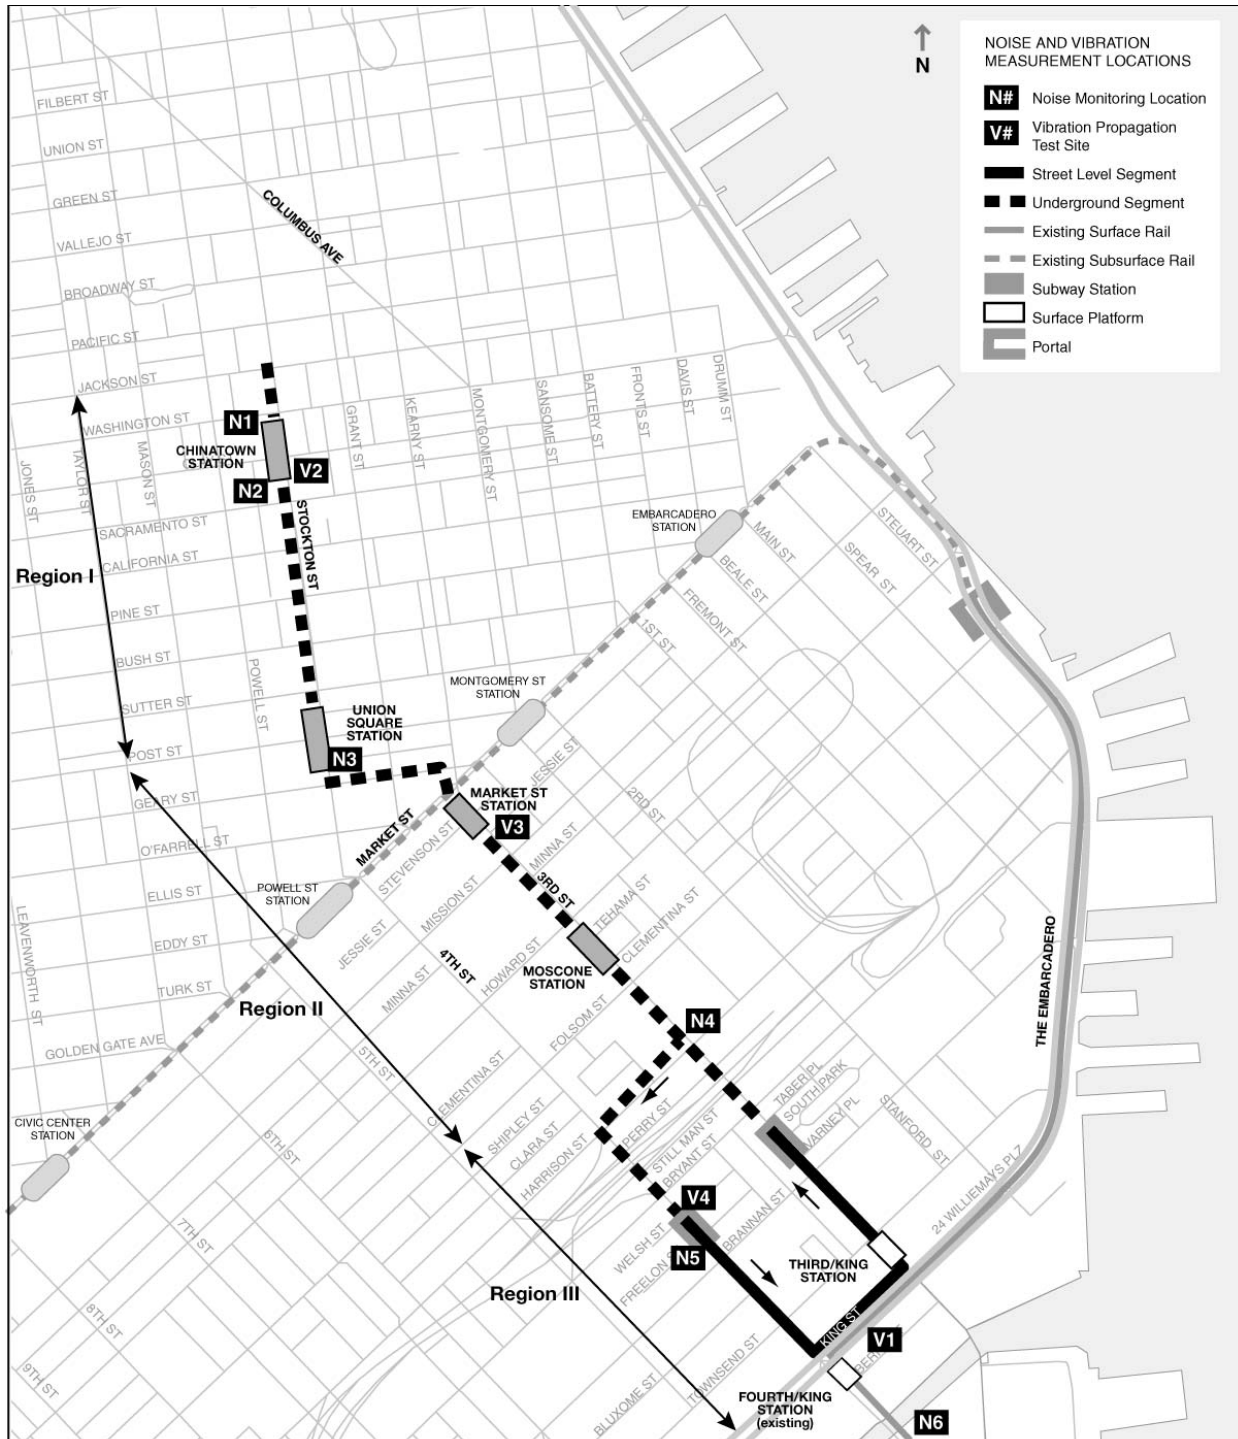 NOISE AND VIBRATION
MEASUREMENT LOCATIONS
N# Noise Monitoring Location
V# Vibration Propagation
Test Site
Street Level Segment
Underground Segment
Existing Surface Rail
Existing Subsurface Rail
Subway Station
Surface Platform
Portal
N
FILBERT ST
UNION ST
GREEN ST
VALLEJO ST
BROADWAY ST
PACIFIC ST
JACKSON ST
WASHINGTON ST
COLUMBUS AVE
JONES ST
TAYLOR ST
MASON ST
GRANT ST
KEARNY ST
MONTGOMERY ST
SANSOME ST
BATTERY ST
FRONTS ST
DAVIS ST
DRUMM ST
N1
CHINATOWN
STATION
V2
N2
STOCKTON ST
SACRAMENTO ST
CALIFORNIA ST
Region I
PINE ST
BUSH ST
SUTTER ST
POST ST
GEARY ST
POWELL ST
O'FARRELL ST
ELLIS ST
EDDY ST
TURK ST
GOLDEN GATE AVE
LEAVENWORTH ST
EMBARCADERO
STATION
MAIN ST
BEALE ST
FREMONT ST
1ST ST
SPEAR ST
STEUART ST
MONTGOMERY ST
STATION
UNION
SQUARE
STATION
N3
MARKET ST
STATION
V3
MARKET ST
JESSIE ST
2RD ST
STEVENSON ST
MINNA ST
MISSION ST
3RD ST
POWELL ST
STATION
JESSIE ST
MINNA ST
4TH ST
HOWARD ST
TEHAMA ST
CLEMENTINA ST
MOSCONE
STATION
FOLSOM ST
N4
Region II
5TH ST
6TH ST
7TH ST
8TH ST
9TH ST
CIVIC CENTER
STATION
CLEMENTINA ST
SHIPLEY ST
CLARA ST
HARRISON ST
PERRY ST
STILL MAN ST
BRYANT ST
TABER PL
SOUTH PARK
VARNEY PL
STANFORD ST
THE EMBARCADERO
24 WILLIEMAYS PLZ
V4
N5
WELSH ST
FREELON S
BRANNAN ST
THIRD/KING
STATION
Region III
KING ST
V1
BER
TOWNSEND ST
BLUXOME ST
FOURTH/KING
STATION
(existing)
N6